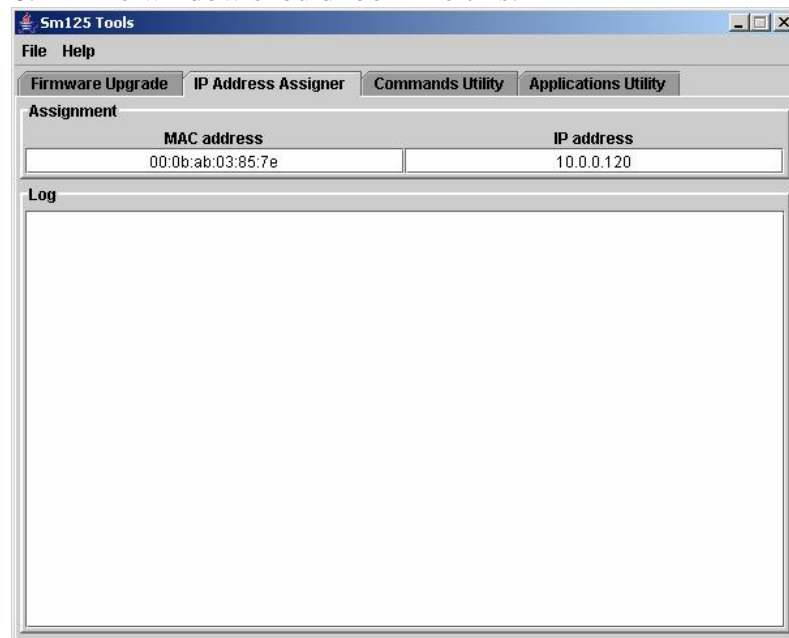 Sm125 Tools
File Help
Firmware Upgrade IP Address Assigner Commands Utility Applications Utility
Assignment
MAC address IP address
00:0b:ab:03:85:7e 10.0.0.120
Log